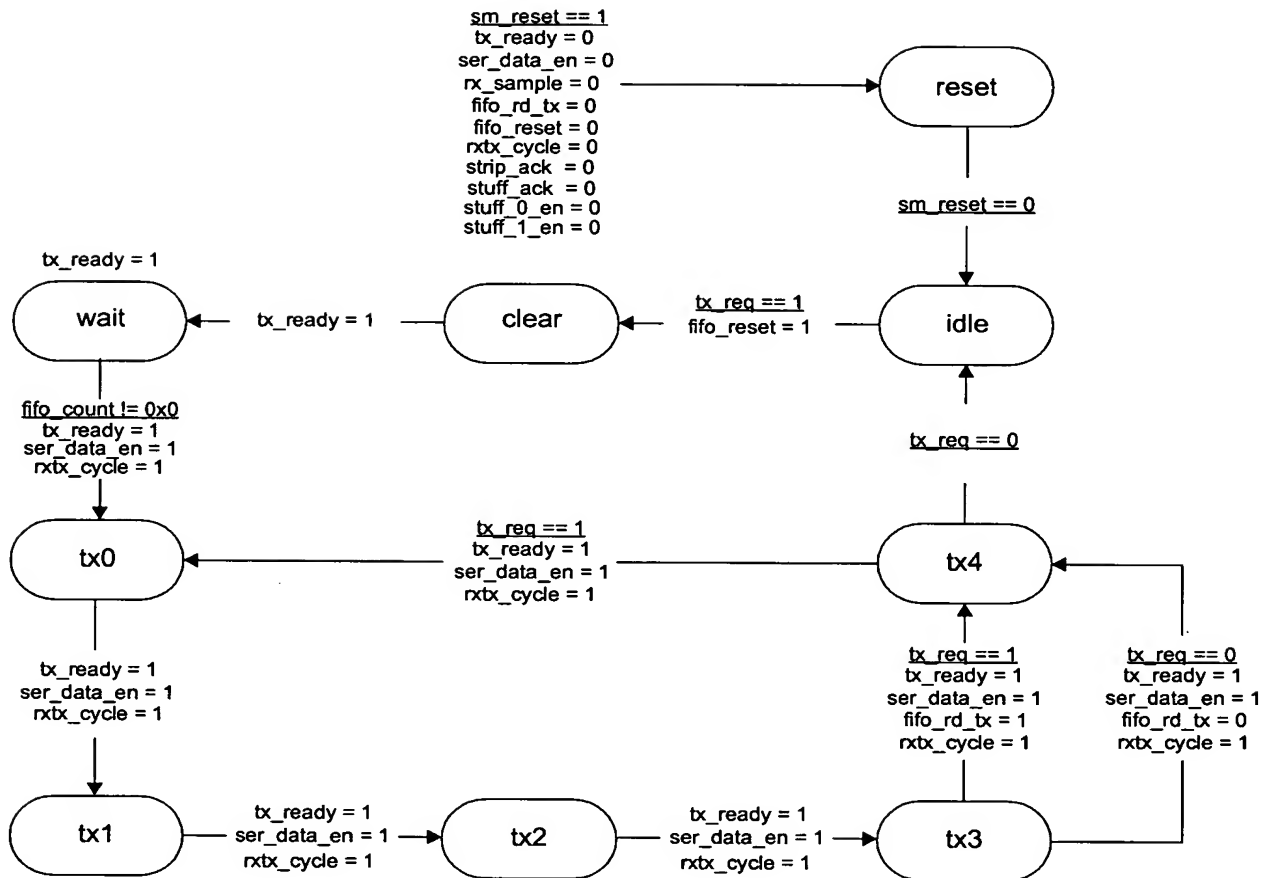 sm_reset == 1
tx_ready = 0
ser_data_en = 0
rx_sample = 0
fifo_rd_tx = 0
fifo_reset = 0
rxtx_cycle = 0
strip_ack = 0
stuff_ack = 0
stuff_0_en = 0
stuff_1_en = 0
reset
sm_reset == 0
tx_ready = 1
wait
tx_ready = 1
clear
tx_req == 1
fifo_reset = 1
idle
fifo_count != 0x0
tx_ready = 1
ser_data_en = 1
rxtx_cycle = 1
tx_req == 0
tx0
tx_req == 1
tx_ready = 1
ser_data_en = 1
rxtx_cycle = 1
tx4
tx_ready = 1
ser_data_en = 1
rxtx_cycle = 1
tx_req == 1
tx_ready = 1
ser_data_en = 1
fifo_rd_tx = 1
rxtx_cycle = 1
tx_req == 0
tx_ready = 1
ser_data_en = 1
fifo_rd_tx = 0
rxtx_cycle = 1
tx1
tx_ready = 1
ser_data_en = 1
rxtx_cycle = 1
tx2
tx_ready = 1
ser_data_en = 1
rxtx_cycle = 1
tx3